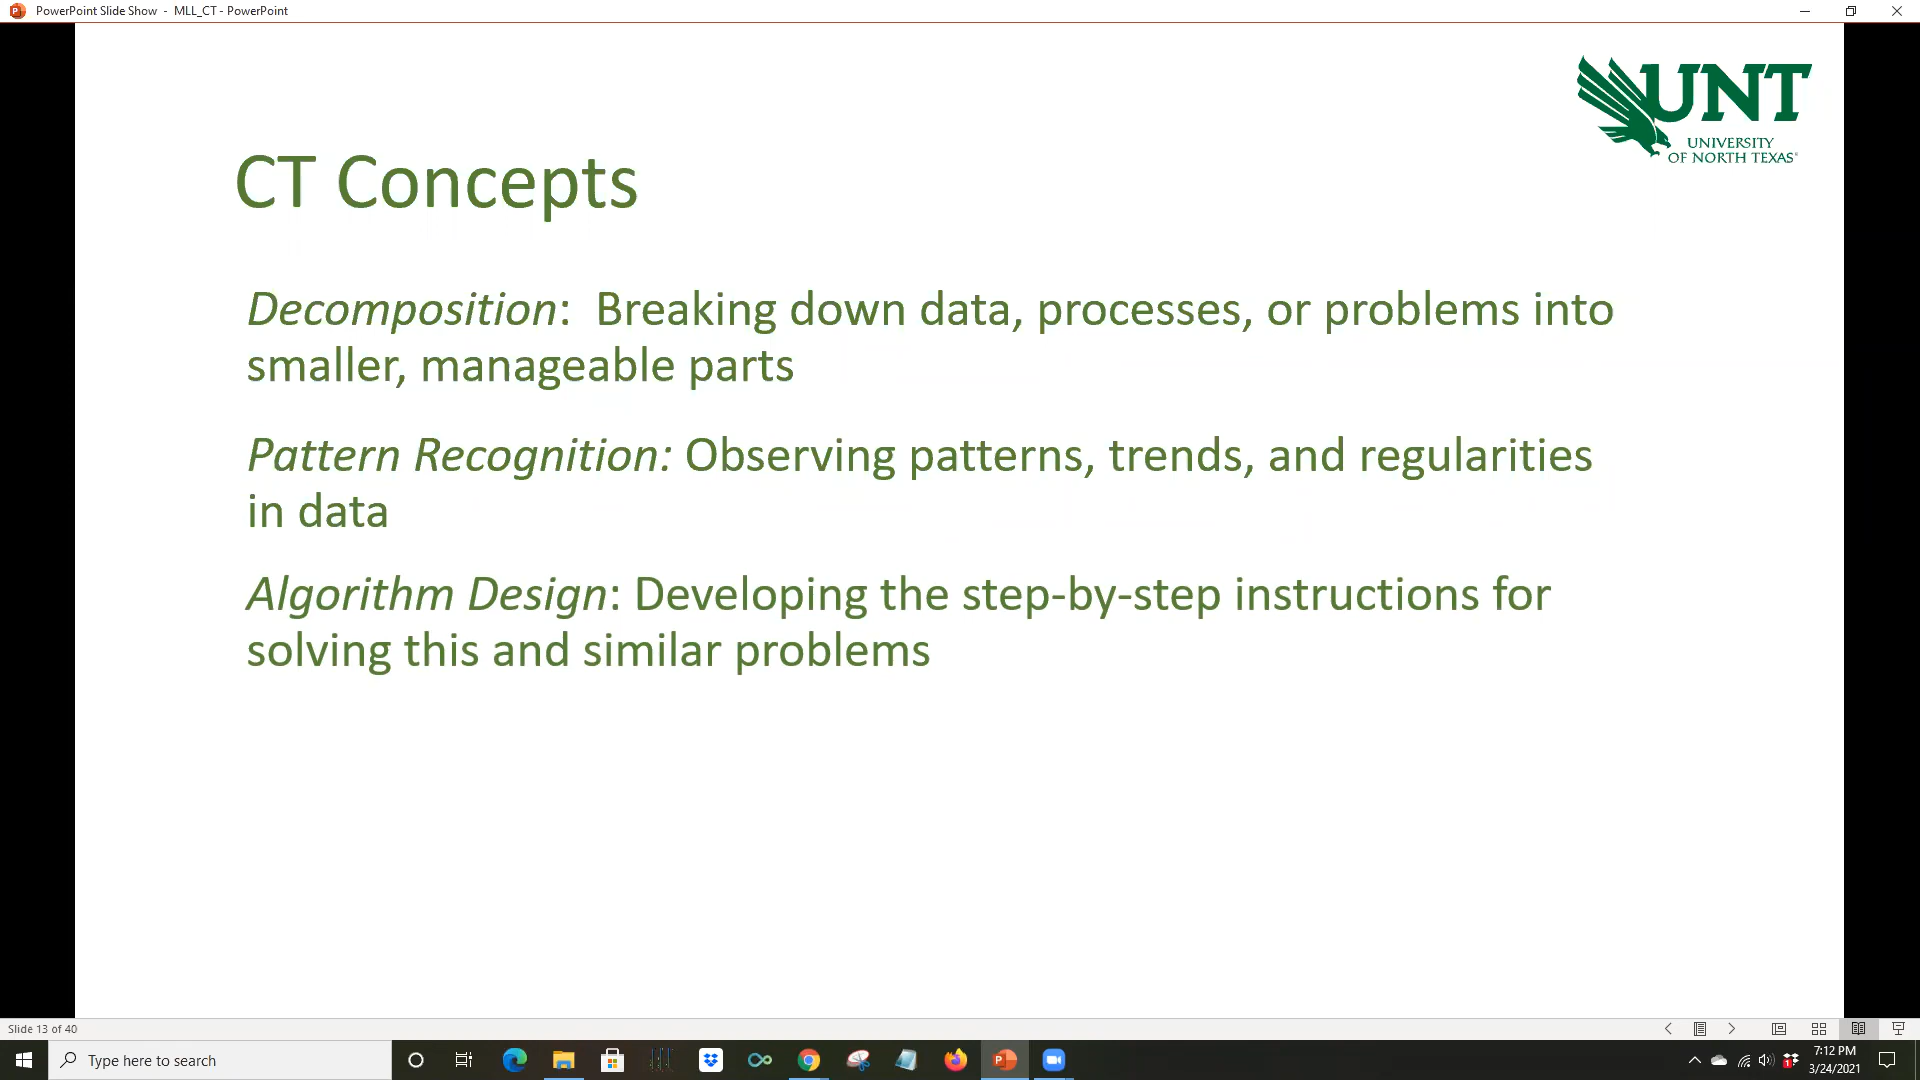 PowerPoint Slide Show - MLL_CT - PowerPoint
UNT
UNIVERSITY
OF NORTH TEXAS
CT Concepts
Decomposition: Breaking down data, processes, or problems into
smaller, manageable parts
Pattern Recognition: Observing patterns, trends, and regularities
in data
Algorithm Design: Developing the step-by-step instructions for
solving this and similar problems
Slide 13 of 40
Type here to search
7:12 PM
3/24/2021